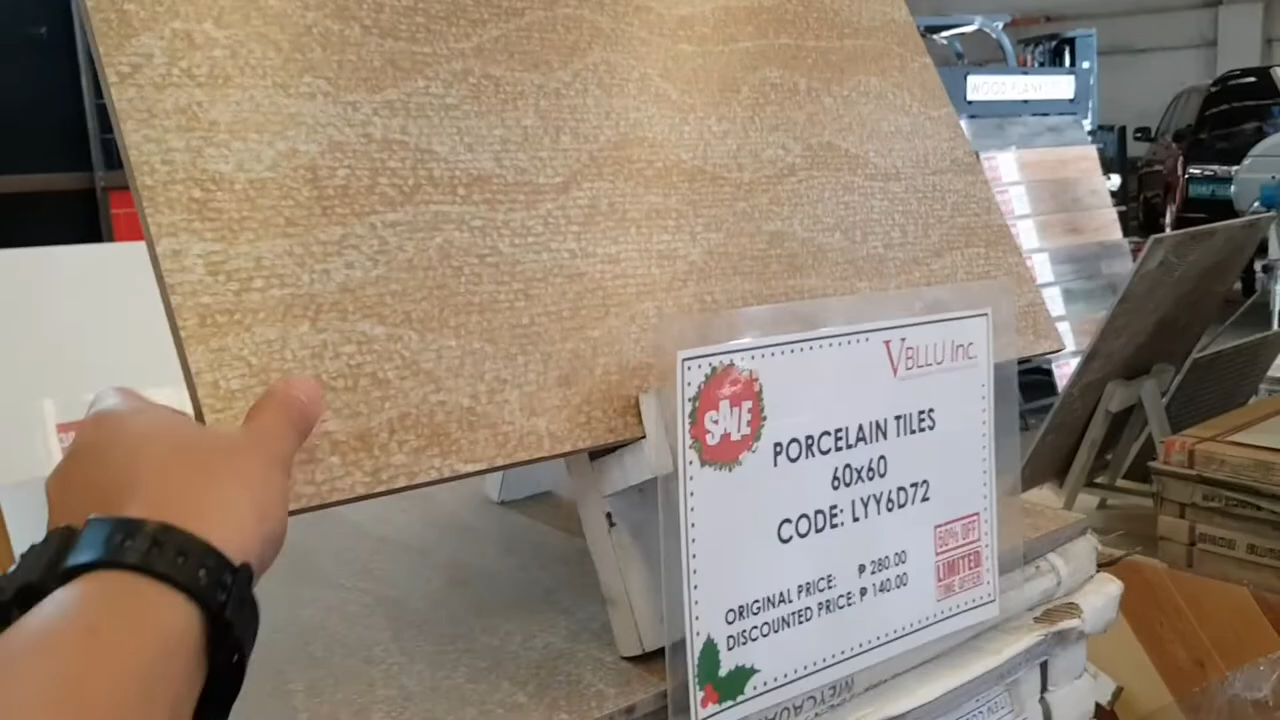 WOOD PLANKS
VBLLU Inc.
SALE
PORCELAIN TILES
60x60
CODE: LYY6D72
50% OFF
LIMITED
TIME OFFER
ORIGINAL PRICE: ₱ 280.00
DISCOUNTED PRICE: ₱ 140.00